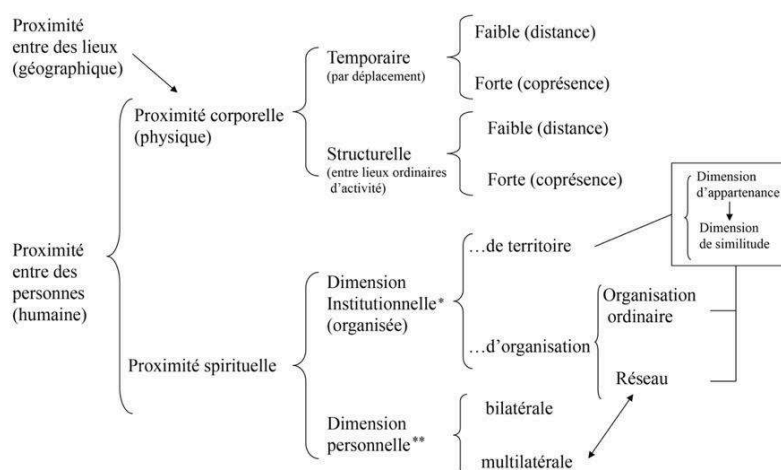 Proximité
entre des lieux
(géographique)
Proximité
entre des
personnes
(humaine)
Proximité corporelle
(physique)
Temporaire
(par déplacement)
Faible (distance)
Forte (coprésence)
Structurelle
(entre lieux ordinaires
d’activité)
Faible (distance)
Forte (coprésence)
Proximité spirituelle
Dimension
Institutionnelle*
(organisée)
…de territoire
Dimension
d’appartenance
Dimension
de similitude
…d’organisation
Organisation
ordinaire
Réseau
Dimension
personnelle**
bilatérale
multilatérale